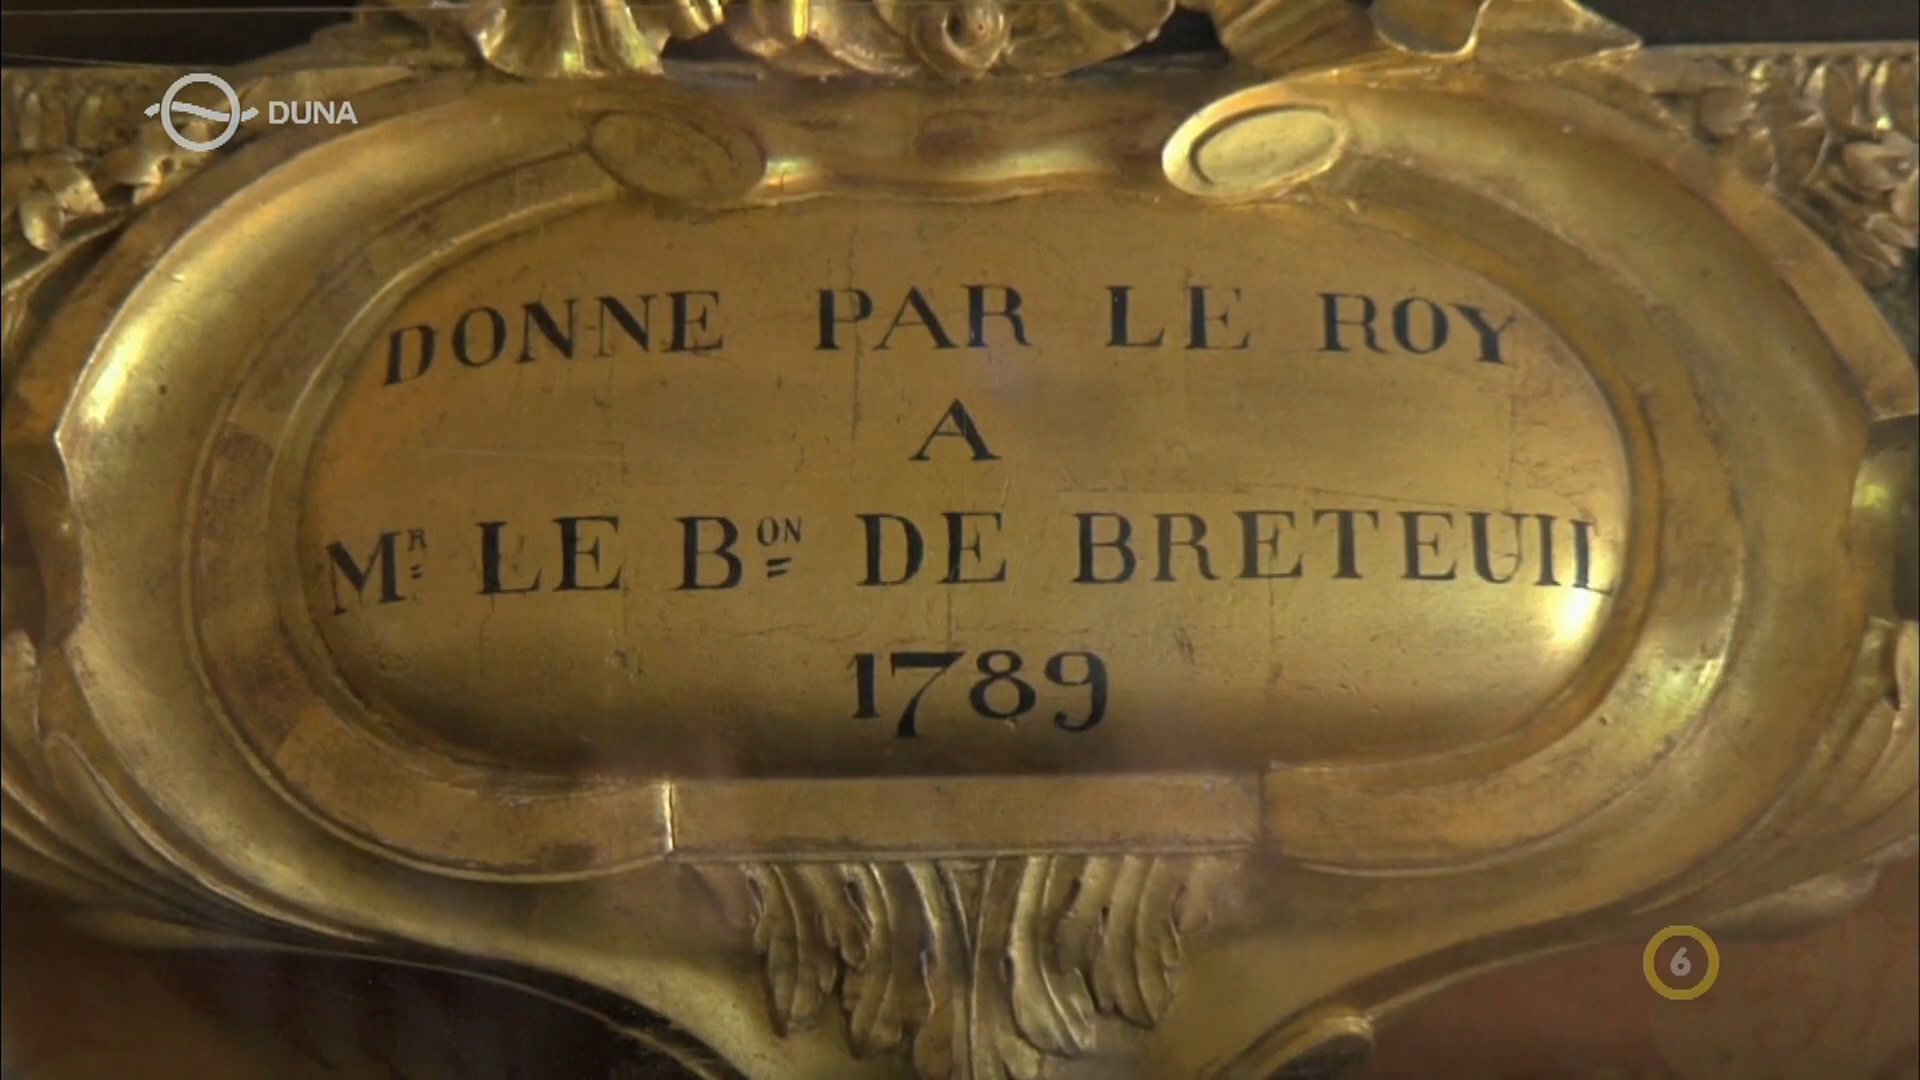 DUNA
DONNE PAR LE ROY
A
MR LE BON DE BRETEUIL
1789
6